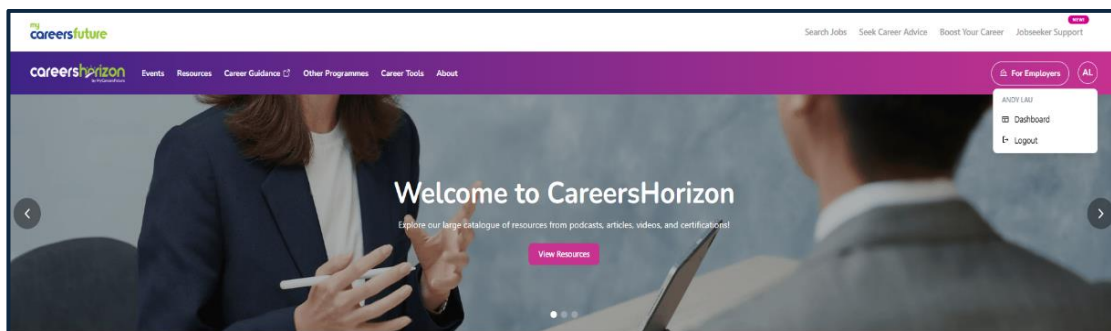 NEW!
my
careersfuture
Search Jobs Seek Career Advice Boost Your Career Jobseeker Support
careershorizon
by MyCareersFuture
Events Resources Career Guidance Other Programmes Career Tools About
For Employers AL
ANDY LAU
Dashboard
Logout
Welcome to CareersHorizon
Explore our large catalogue of resources from podcasts, articles, videos, and certifications!
View Resources